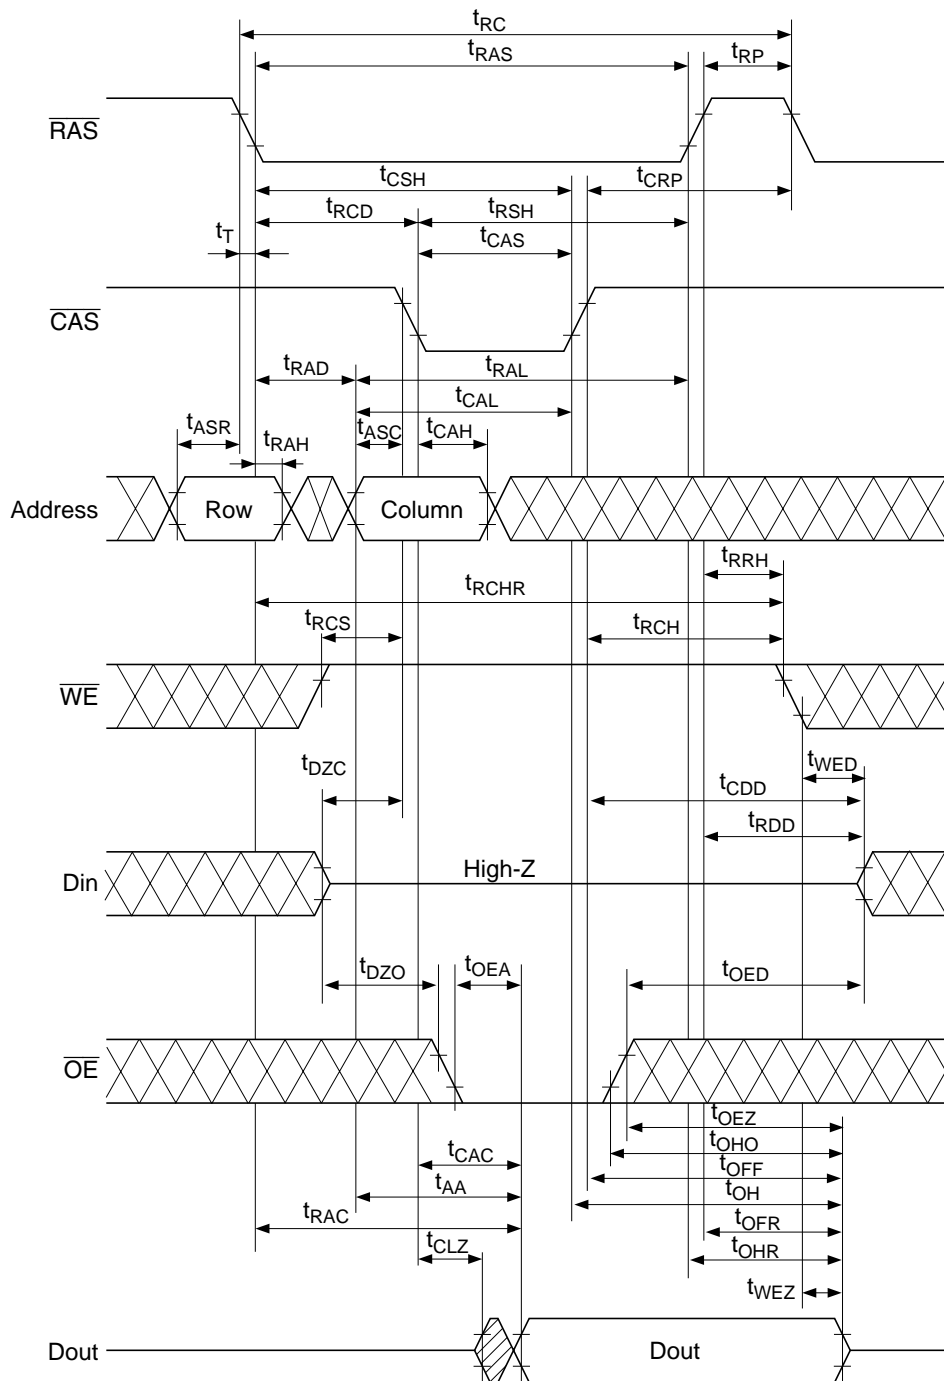 tRC
tRAS
tRP
RAS
tCSH
tCRP
tRCD
tRSH
tT
tCAS
CAS
tRAD
tRAL
tCAL
tASR
tASC
tCAH
tRAH
Address
Row
Column
tRRH
tRCHR
tRCS
tRCH
WE
tDZC
tWED
tCDD
tRDD
Din
High-Z
tDZO
tOEA
tOED
OE
tOEZ
tOHO
tCAC
tOFF
tAA
tOH
tRAC
tOFR
tCLZ
tOHR
tWEZ
Dout
Dout